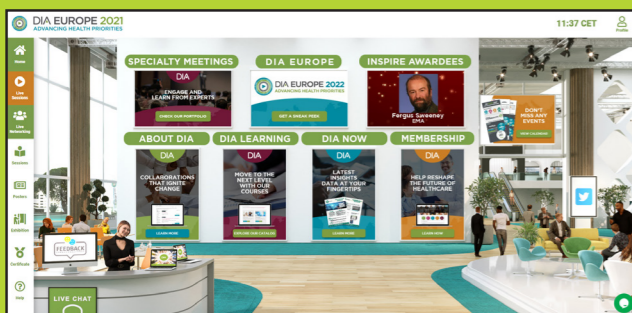 DIA EUROPE 2021
ADVANCING HEALTH PRIORITIES
11:37 CET
Profile
Home
Live
Sessions
Live
Networking
Sessions
Posters
Exhibition
Certificate
Help
SPECIALTY MEETINGS
DIA EUROPE
INSPIRE AWARDEES
DIA
ENGAGE AND
LEARN FROM EXPERTS
CHECK OUR PORTFOLIO
DIA EUROPE 2022
ADVANCING HEALTH PRIORITIES
GET A SNEAK PEEK
Fergus Sweeney
EMA
DON'T
MISS ANY
EVENTS
VIEW CALENDAR
ABOUT DIA
DIA LEARNING
DIA NOW
MEMBERSHIP
DIA
COLLABORATIONS
THAT IGNITE
CHANGE
LEARN MORE
DIA
MOVE TO THE
NEXT LEVEL
WITH OUR
COURSES
EXPLORE OUR CATALOG
DIA
LATEST
INSIGHTS
DATA AT YOUR
FINGERTIPS
LEARN MORE
DIA
HELP RESHAPE
THE FUTURE OF
HEALTHCARE
LEARN MORE
FEEDBACK
LIVE CHAT